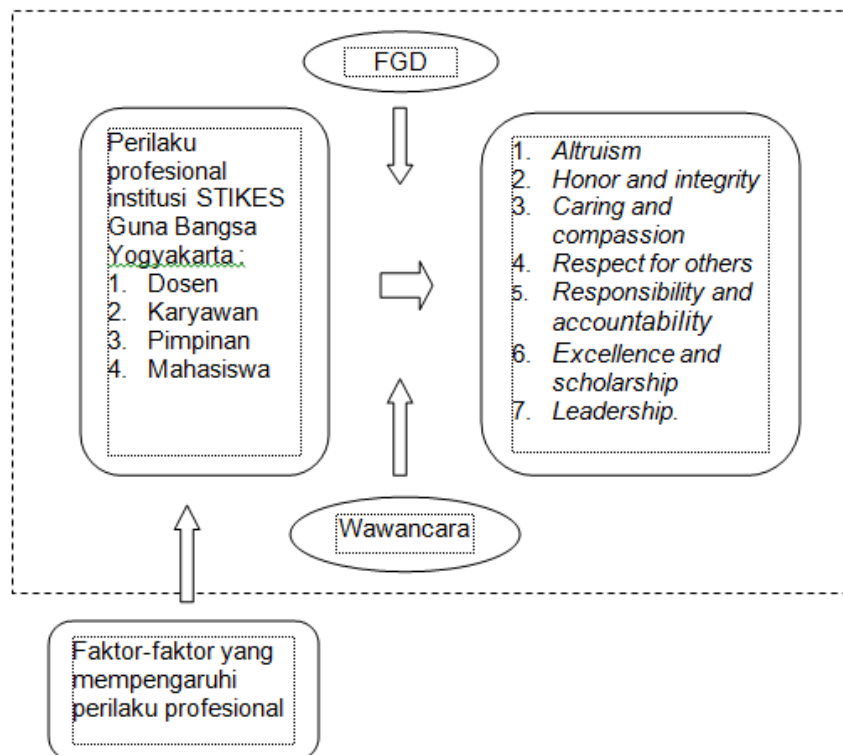 FGD
Perilaku
profesional
institusi STIKES
Guna Bangsa
Yogyakarta :
1. Dosen
2. Karyawan
3. Pimpinan
4. Mahasiswa
1. Altruism
2. Honor and integrity
3. Caring and
compassion
4. Respect for others
5. Responsibility and
accountability
6. Excellence and
scholarship
7. Leadership.
Wawancara
Faktor-faktor yang
mempengaruhi
perilaku profesional